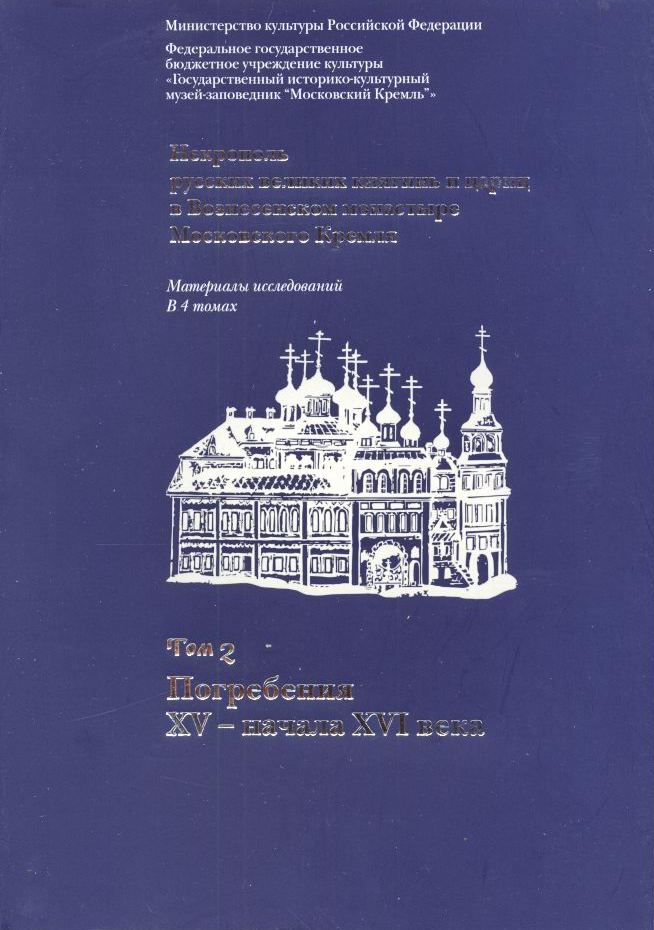 Министерство культуры Российской Федерации
Федеральное государственное
бюджетное учреждение культуры
«Государственный историко-культурный
музей-заповедник “Московский Кремль”»
Некрополь
русских великих княгинь и цариц
в Вознесенском монастыре
Московского Кремля
Материалы исследований
В 4 томах
Том 2
Погребения
XV – начала XVI века